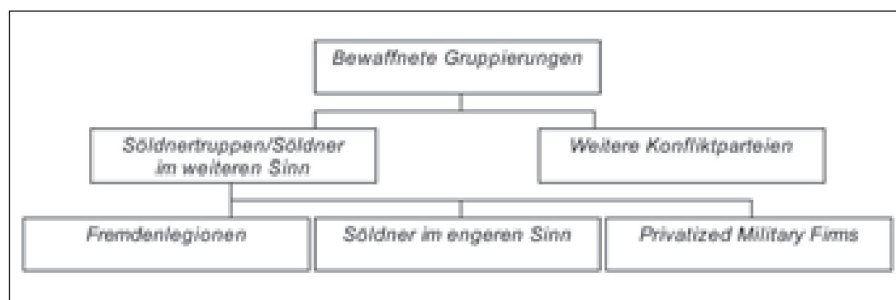 Bewaffnete Gruppierungen
Söldnertruppen/Söldner
im weiteren Sinn
Weitere Konfliktparteien
Fremdenlegionen
Söldner im engeren Sinn
Privatized Military Firms